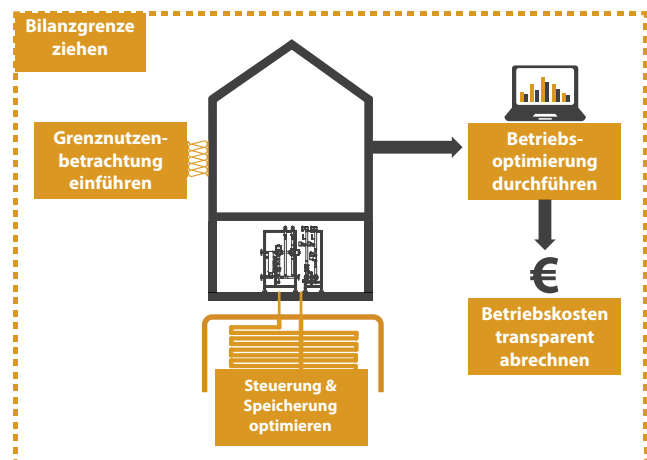 Bilanzgrenze
ziehen
Grenznutzen-
betrachtung
einführen
Betriebs-
optimierung
durchführen
€
Betriebskosten
transparent
abrechnen
Steuerung &
Speicherung
optimieren